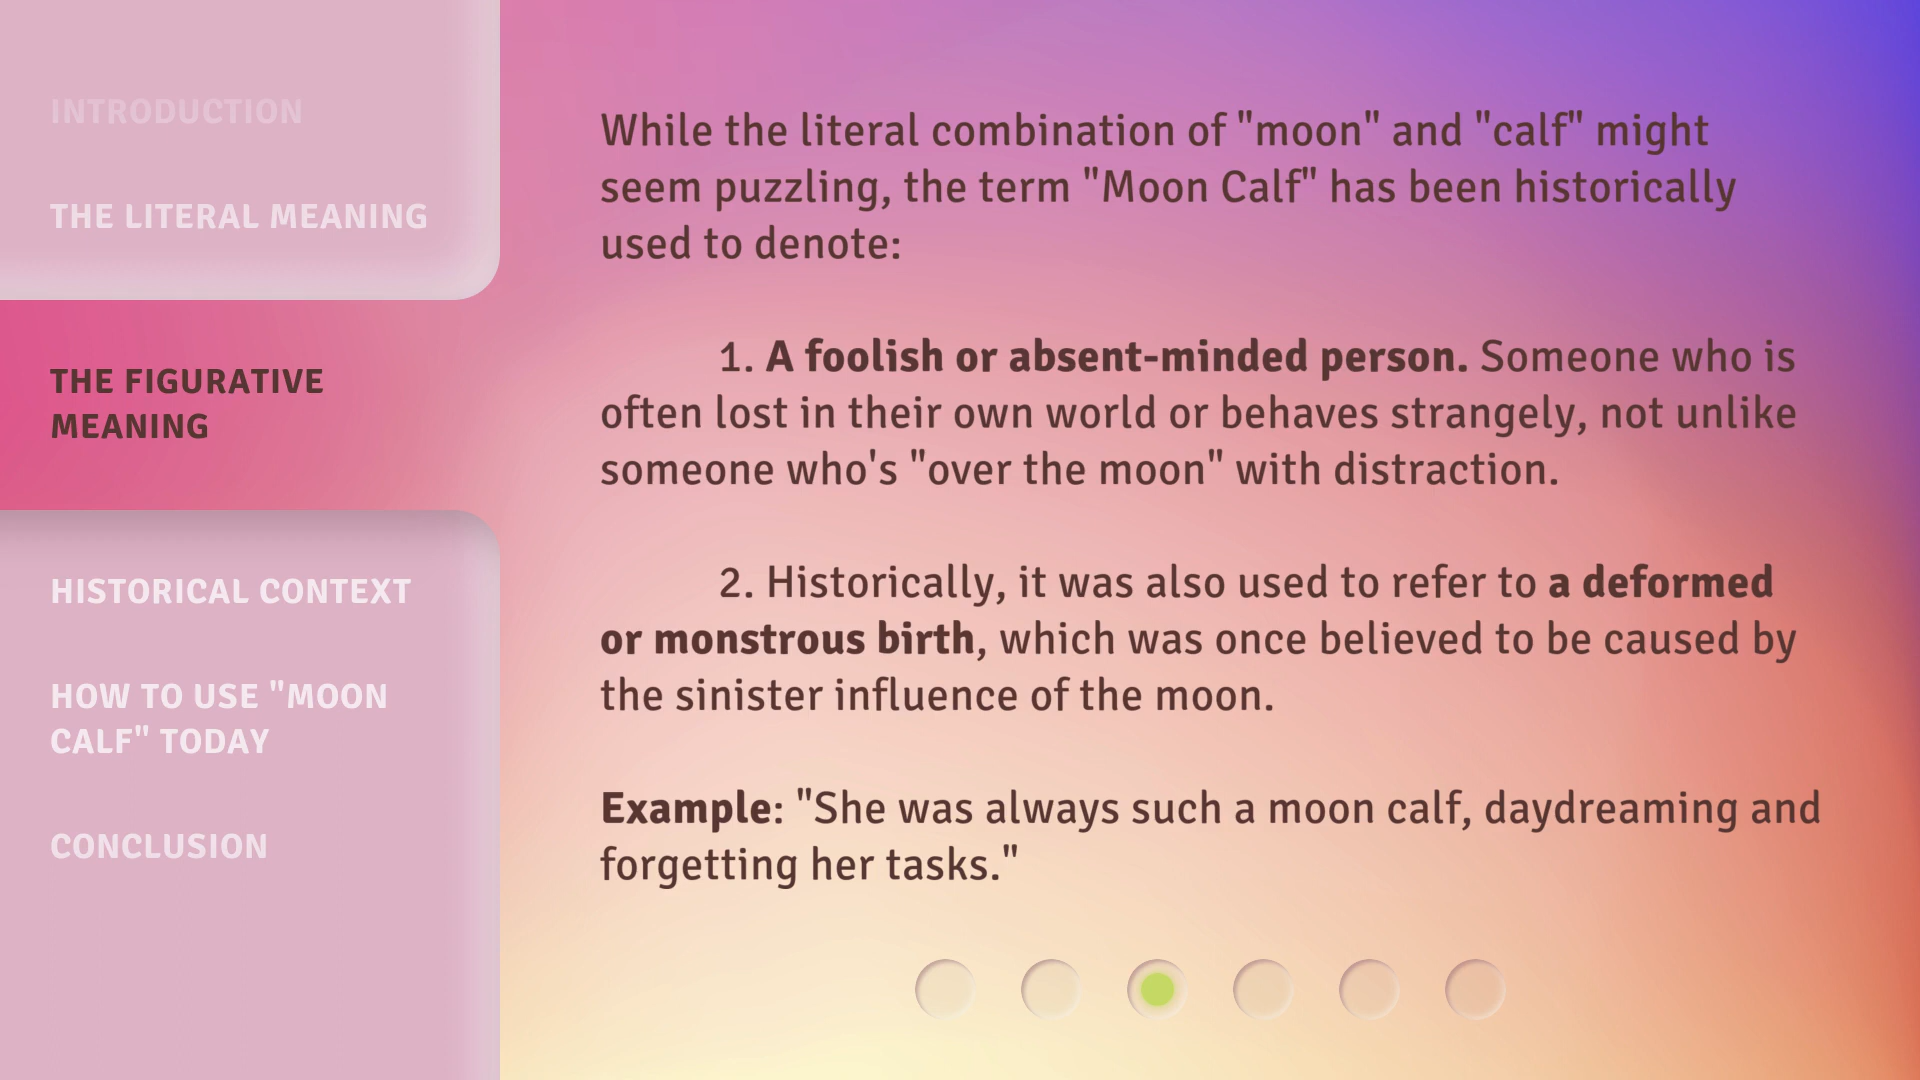 INTRODUCTION
THE LITERAL MEANING
THE FIGURATIVE
MEANING
HISTORICAL CONTEXT
HOW TO USE "MOON
CALF" TODAY
CONCLUSION
While the literal combination of "moon" and "calf" might
seem puzzling, the term "Moon Calf" has been historically
used to denote:
1. A foolish or absent-minded person. Someone who is
often lost in their own world or behaves strangely, not unlike
someone who's "over the moon" with distraction.
2. Historically, it was also used to refer to a deformed
or monstrous birth, which was once believed to be caused by
the sinister influence of the moon.
Example: "She was always such a moon calf, daydreaming and
forgetting her tasks."